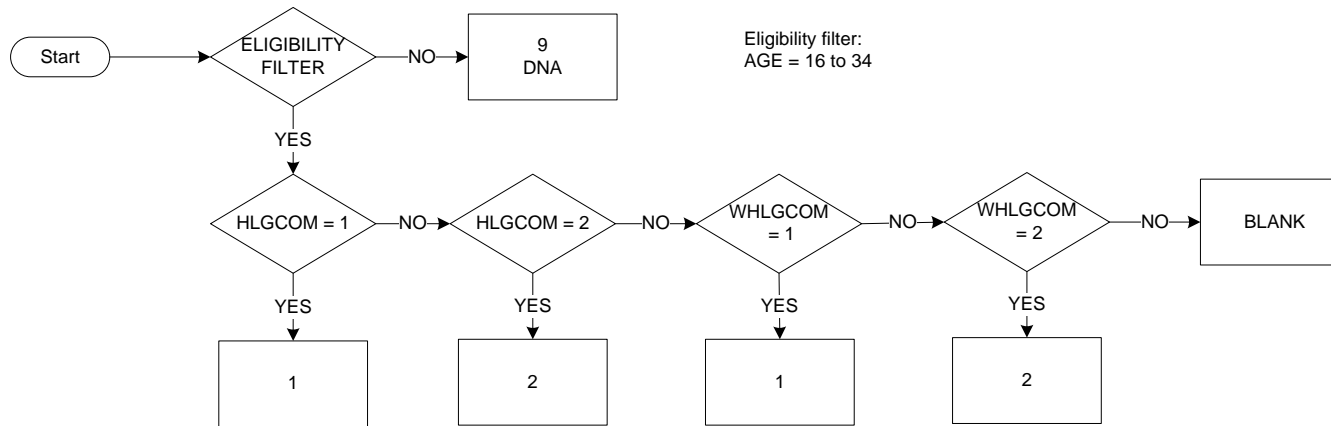 Start
ELIGIBILITY
FILTER
NO
9
DNA
Eligibility filter:
AGE = 16 to 34
YES
HLGCOM = 1
NO
HLGCOM = 2
NO
WHLGCOM
= 1
NO
WHLGCOM
= 2
NO
BLANK
YES
YES
YES
YES
1
2
1
2